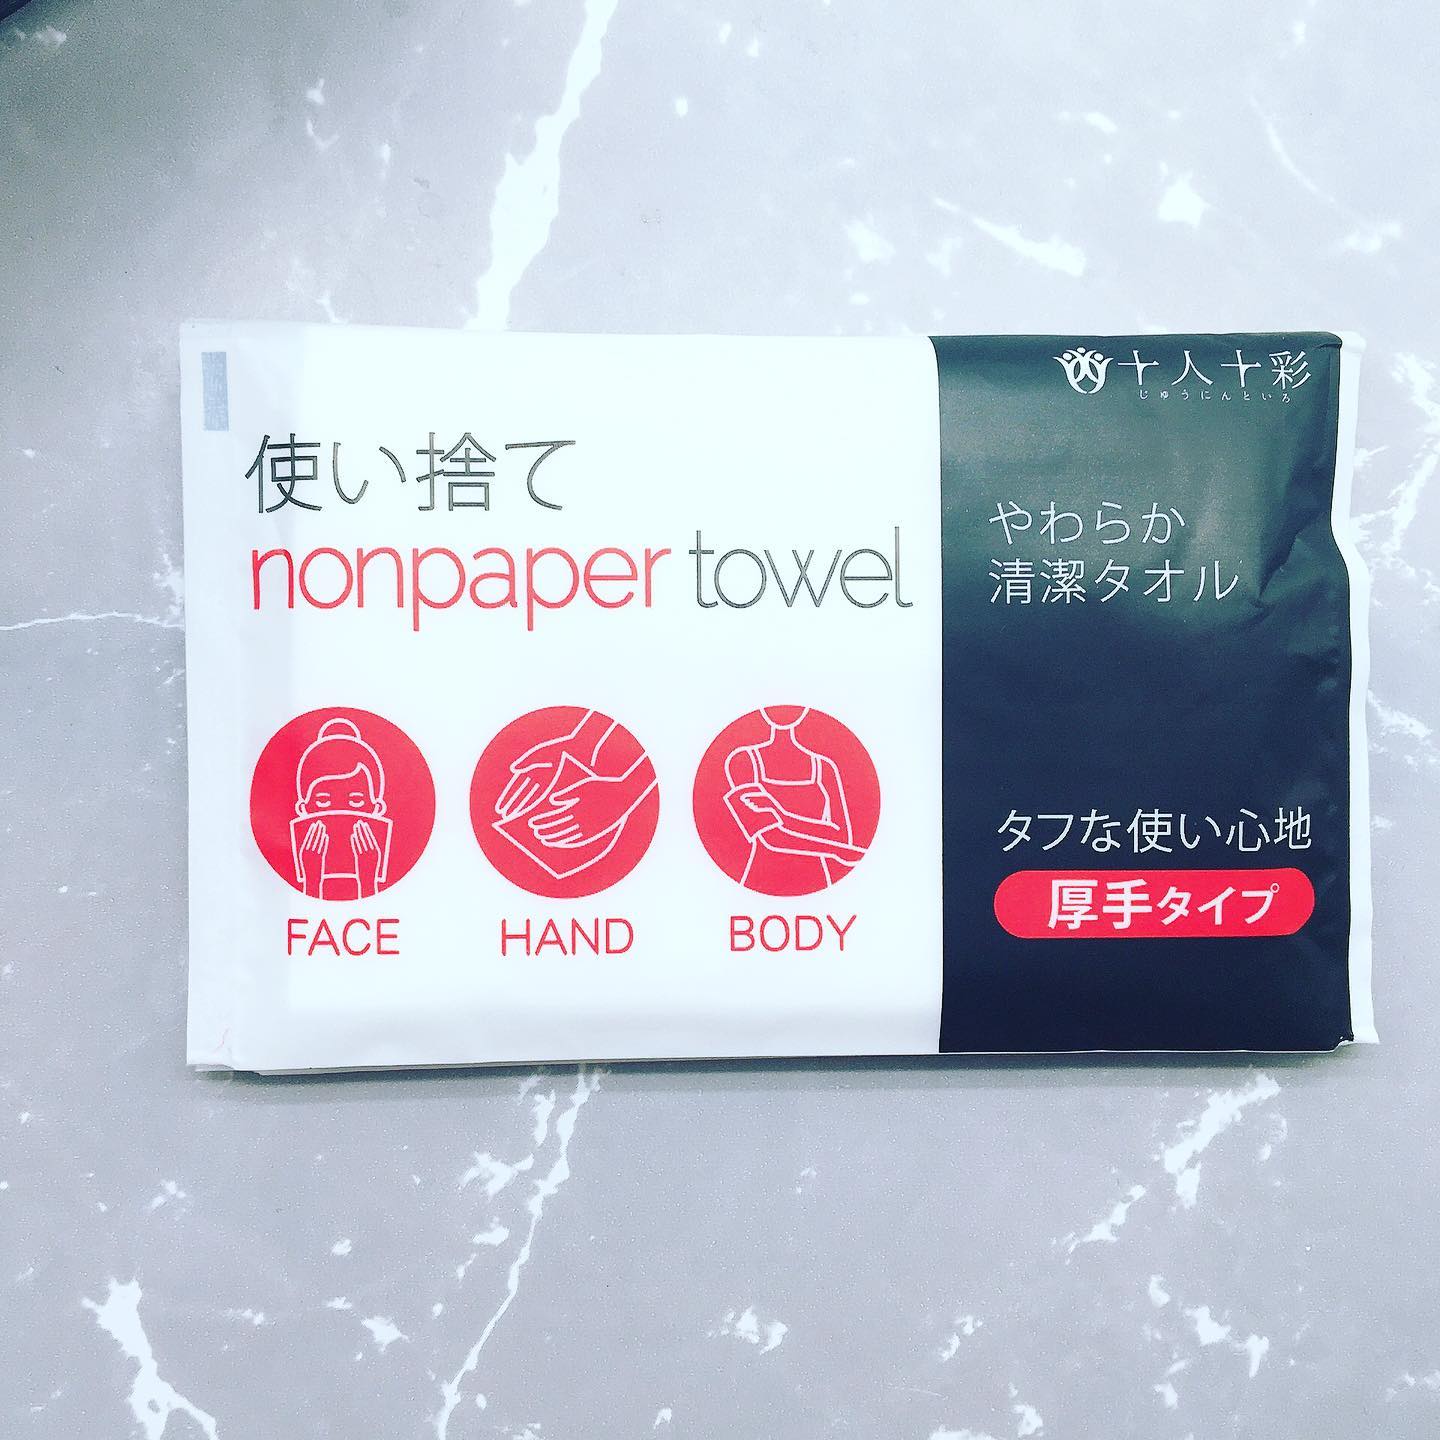 十人十彩
じゅうにんといろ
使い捨て
nonpaper towel
やわらか
清潔タオル
FACE
HAND
BODY
タフな使い心地
厚手タイプ